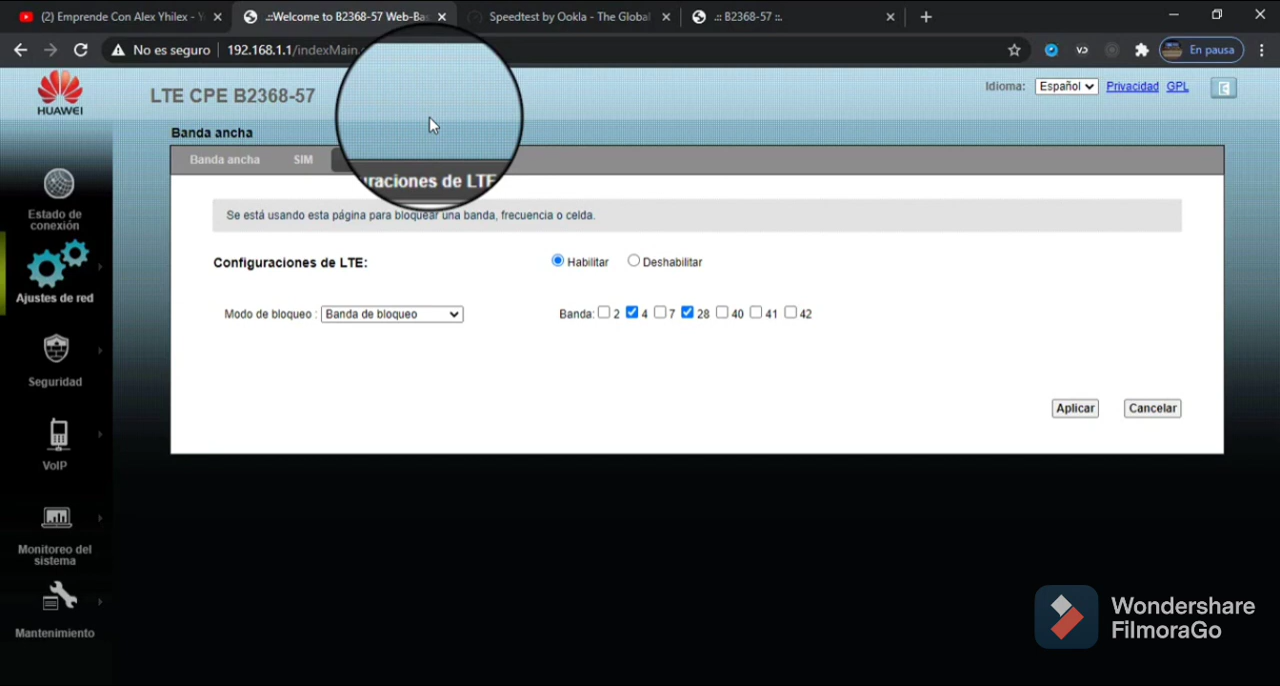 (2) Emprende Con Alex Yhilex - Y
.::Welcome to B2368-57 Web-Bas
Speedtest by Ookla - The Global
.:: B2368-57 ::.
No es seguro
192.168.1.1/indexMain.
En pausa
HUAWEI
LTE CPE B2368-57
Idioma:
Español
Privacidad
GPL
Banda ancha
Banda ancha
SIM
uraciones de LTE
Se está usando esta página para bloquear una banda, frecuencia o celda.
Configuraciones de LTE:
Habilitar
Deshabilitar
Modo de bloqueo :
Banda de bloqueo
Banda: 2 4 7 28 40 41 42
Aplicar
Cancelar
Estado de
conexión
Ajustes de red
Seguridad
VoIP
Monitoreo del
sistema
Mantenimiento
Wondershare
FilmoraGo